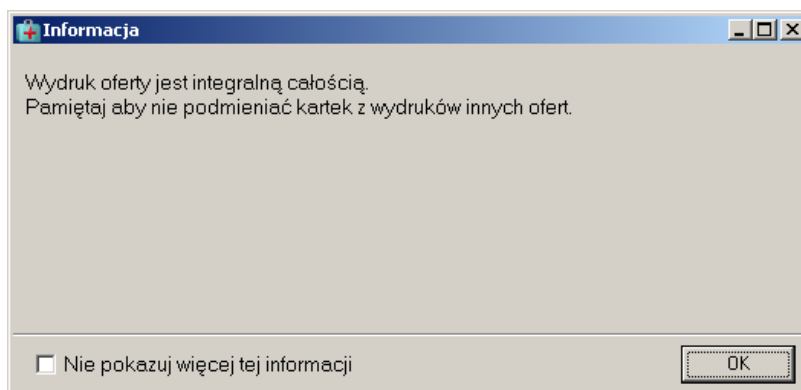 Informacja
Wydruk oferty jest integralną całością.
Pamiętaj aby nie podmieniać kartek z wydruków innych ofert.
Nie pokazuj więcej tej informacji
OK